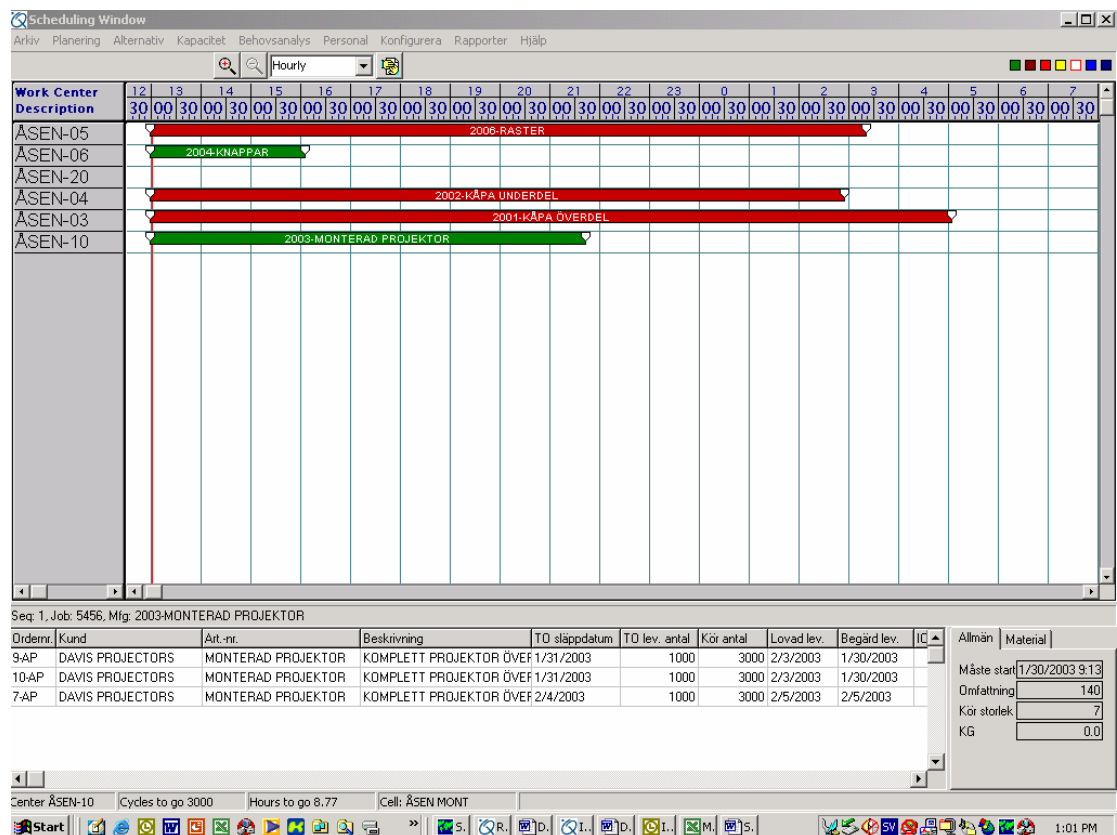 Scheduling Window
Arkiv Planering Alternativ Kapacitet Behovsanalys Personal Konfigurera Rapporter Hjälp
Hourly
Work Center 12 13 14 15 16 17 18 19 20 21 22 23 0 1 2 3 4 5 6 7
Description 30 00 30 00 30 00 30 00 30 00 30 00 30 00 30 00 30 00 30 00 30 00 30 00 30 00 30 00 30 00 30 00 30 00 30 00 30 00 30
ÅSEN-05 2006-RASTER
ÅSEN-06 2004-KNAPPAR
ÅSEN-20
ÅSEN-04 2002-KÅPA UNDERDEL
ÅSEN-03 2001-KÅPA ÖVERDEL
ÅSEN-10 2003-MONTERAD PROJEKTOR
Seq: 1, Job: 5456, Mfg: 2003-MONTERAD PROJEKTOR
Ordernr. Kund Art.-nr. Beskrivning TO släppdatum TO lev. antal Kör antal Lovad lev. Begärd lev.
9-AP DAVIS PROJECTORS MONTERAD PROJEKTOR KOMPLETT PROJEKTOR ÖVEF 1/31/2003 1000 3000 2/3/2003 1/30/2003
10-AP DAVIS PROJECTORS MONTERAD PROJEKTOR KOMPLETT PROJEKTOR ÖVEF 1/31/2003 1000 3000 2/3/2003 1/30/2003
7-AP DAVIS PROJECTORS MONTERAD PROJEKTOR KOMPLETT PROJEKTOR ÖVEF 2/4/2003 1000 3000 2/5/2003 2/5/2003
Allmän Material
Måste start 1/30/2003 9:13
Omfattning 140
Kör storlek 7
KG 0.0
Center ÅSEN-10 Cycles to go 3000 Hours to go 8.77 Cell: ÅSEN MONT
Start » S. R. D. I.. D. I.. M. S. SV 1:01 PM